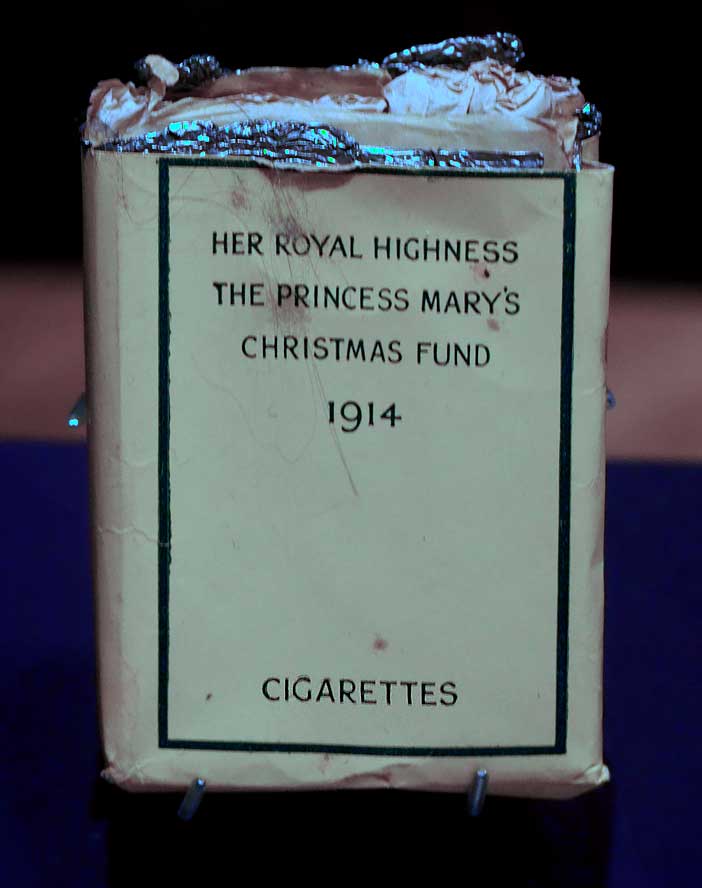 HER ROYAL HIGHNESS
THE PRINCESS MARY'S
CHRISTMAS FUND
1914
CIGARETTES